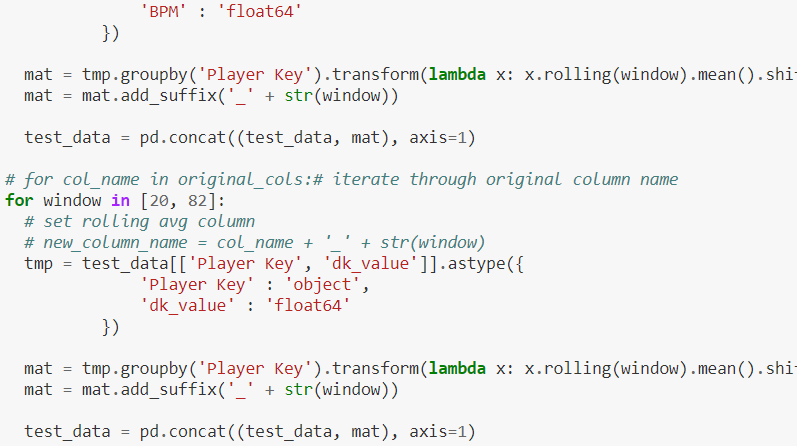 'BPM' : 'float64'
})
mat = tmp.groupby('Player Key').transform(lambda x: x.rolling(window).mean().shi
mat = mat.add_suffix('_' + str(window))
test_data = pd.concat((test_data, mat), axis=1)
# for col_name in original_cols:# iterate through original column name
for window in [20, 82]:
# set rolling avg column
# new_column_name = col_name + '_' + str(window)
tmp = test_data[['Player Key', 'dk_value']].astype({
'Player Key' : 'object',
'dk_value' : 'float64'
})
mat = tmp.groupby('Player Key').transform(lambda x: x.rolling(window).mean().shi
mat = mat.add_suffix('_' + str(window))
test_data = pd.concat((test_data, mat), axis=1)